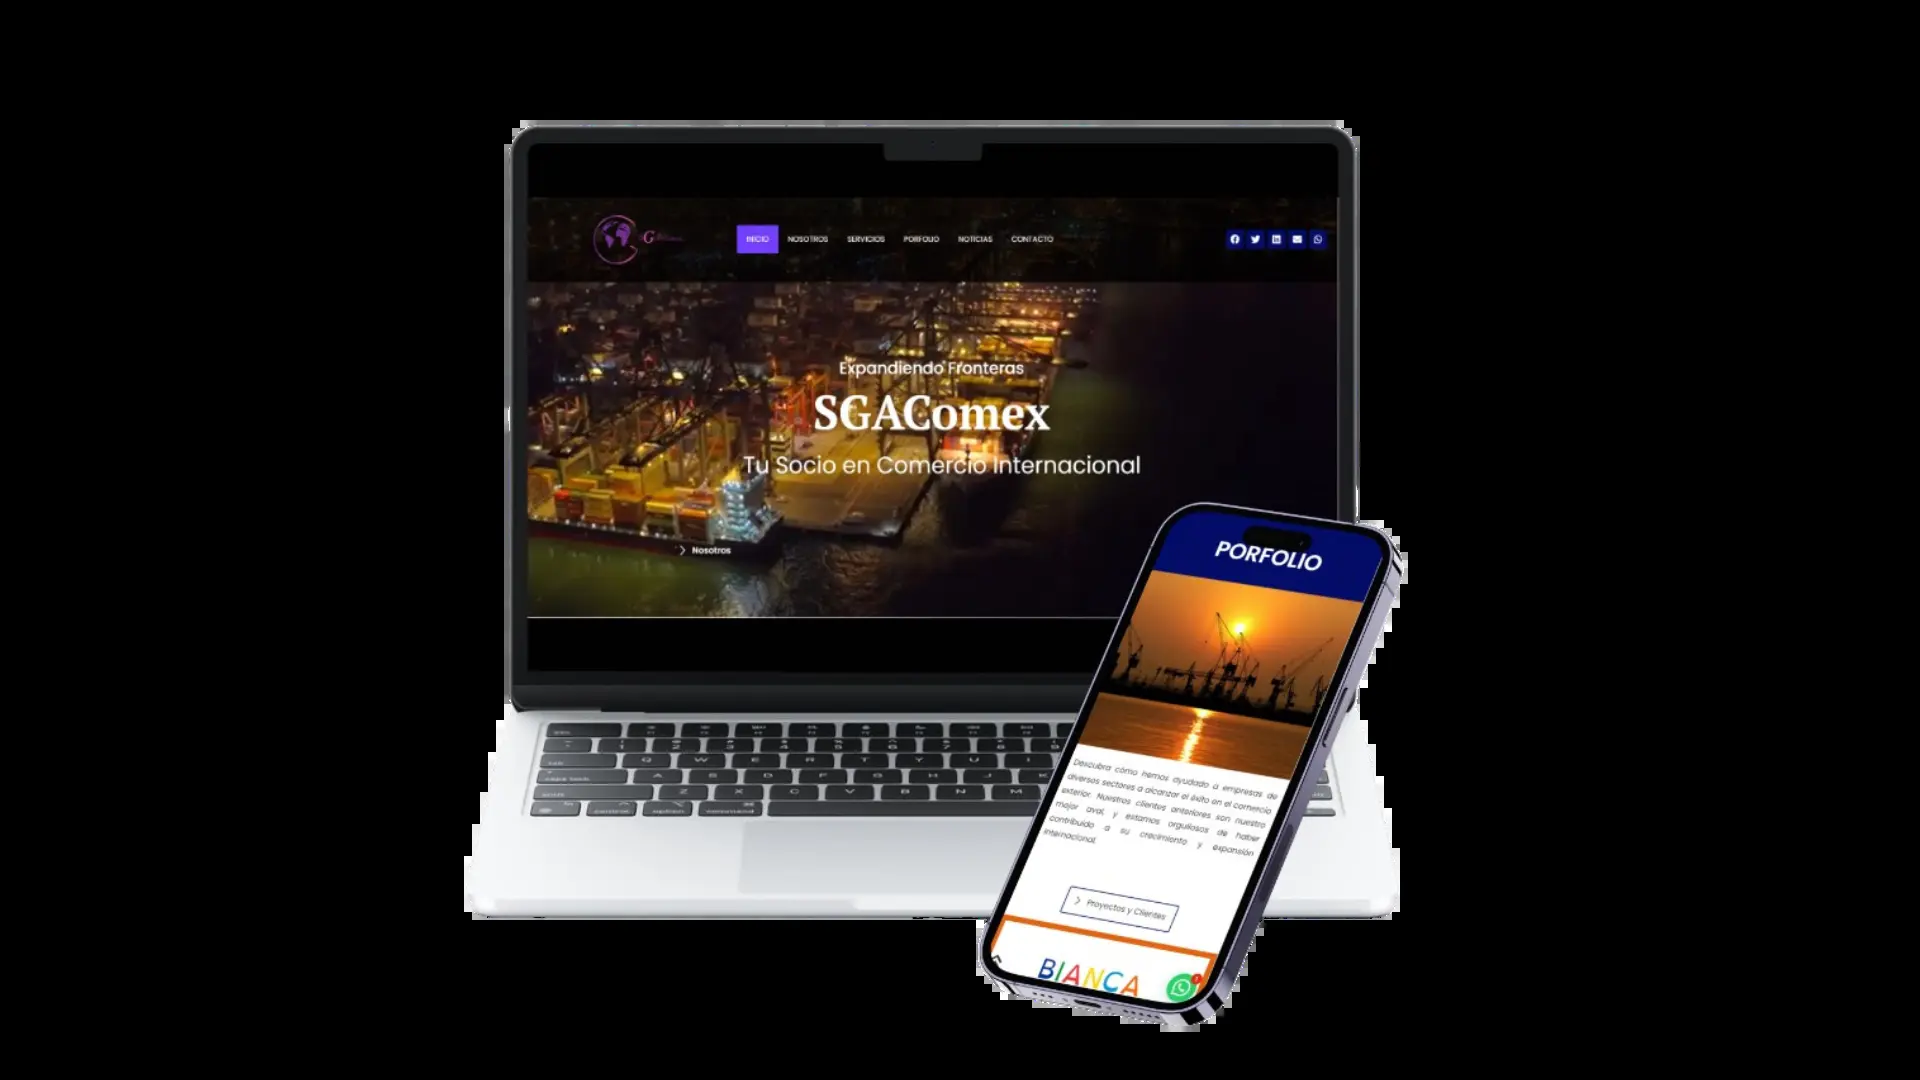 INICIO NOSOTROS SERVICIOS PORFOLIO NOTICIAS CONTACTO
Expandiendo Fronteras
SGAComex
Tu Socio en Comercio Internacional
Nosotros
PORFOLIO
Descubra cómo hemos ayudado a empresas de
diversos sectores a alcanzar el éxito en el comercio
exterior. Nuestros clientes anteriores son nuestro
mejor aval, y estamos orgullosos de haber
contribuido a su crecimiento y expansión
internacional.
Proyectos y Clientes
BIANCA